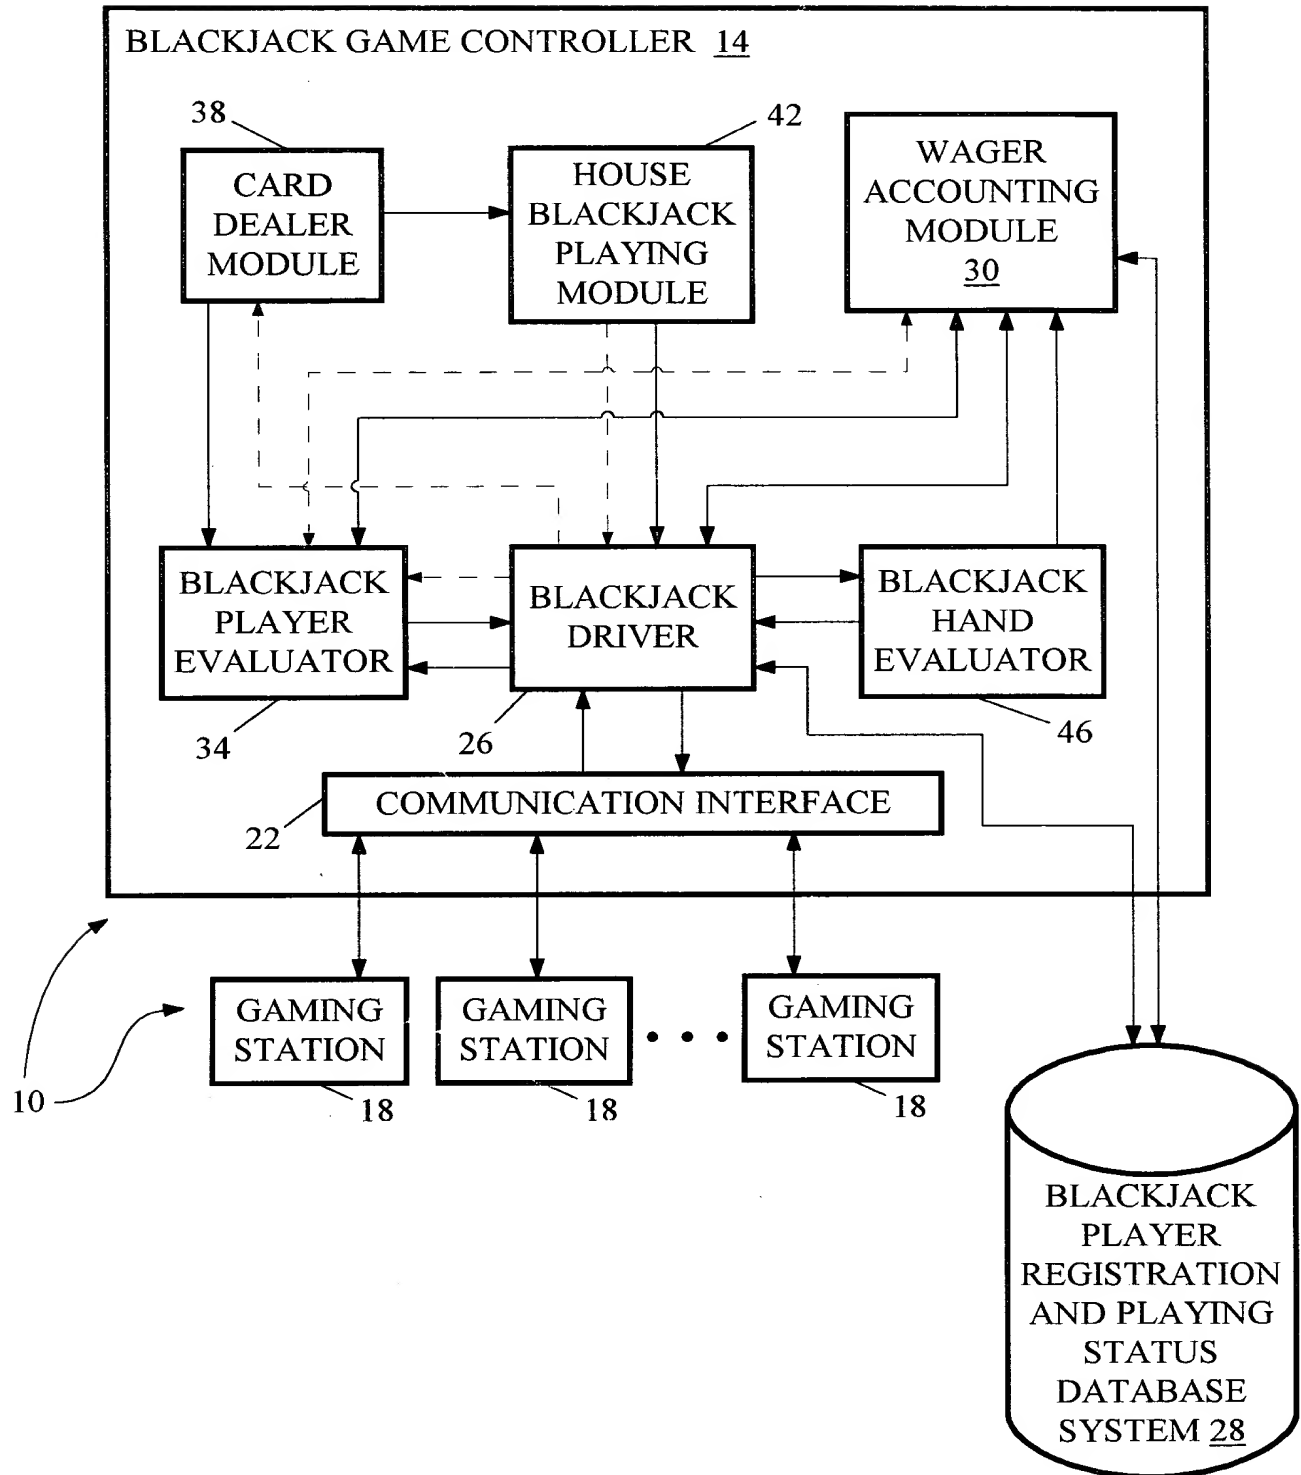 BLACKJACK GAME CONTROLLER 14
38
42
CARD
DEALER
MODULE
HOUSE
BLACKJACK
PLAYING
MODULE
WAGER
ACCOUNTING
MODULE
30
BLACKJACK
PLAYER
EVALUATOR
BLACKJACK
DRIVER
BLACKJACK
HAND
EVALUATOR
34
26
46
COMMUNICATION INTERFACE
22
GAMING
STATION
GAMING
STATION
GAMING
STATION
10
18
18
18
BLACKJACK
PLAYER
REGISTRATION
AND PLAYING
STATUS
DATABASE
SYSTEM 28